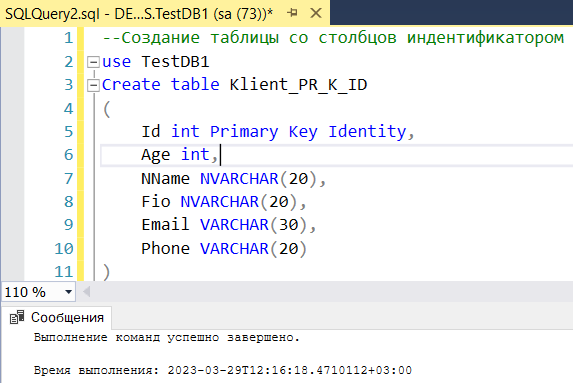 SQLQuery2.sql - DE...S.TestDB1 (sa (73))*
1 --Создание таблицы со столбцов индентификатором
2 use TestDB1
3 Create table Klient_PR_K_ID
4 (
5 Id int Primary Key Identity,
6 Age int,
7 NName NVARCHAR(20),
8 Fio NVARCHAR(20),
9 Email VARCHAR(30),
10 Phone VARCHAR(20)
11 )
110 %
Сообщения
Выполнение команд успешно завершено.
Время выполнения: 2023-03-29T12:16:18.4710112+03:00